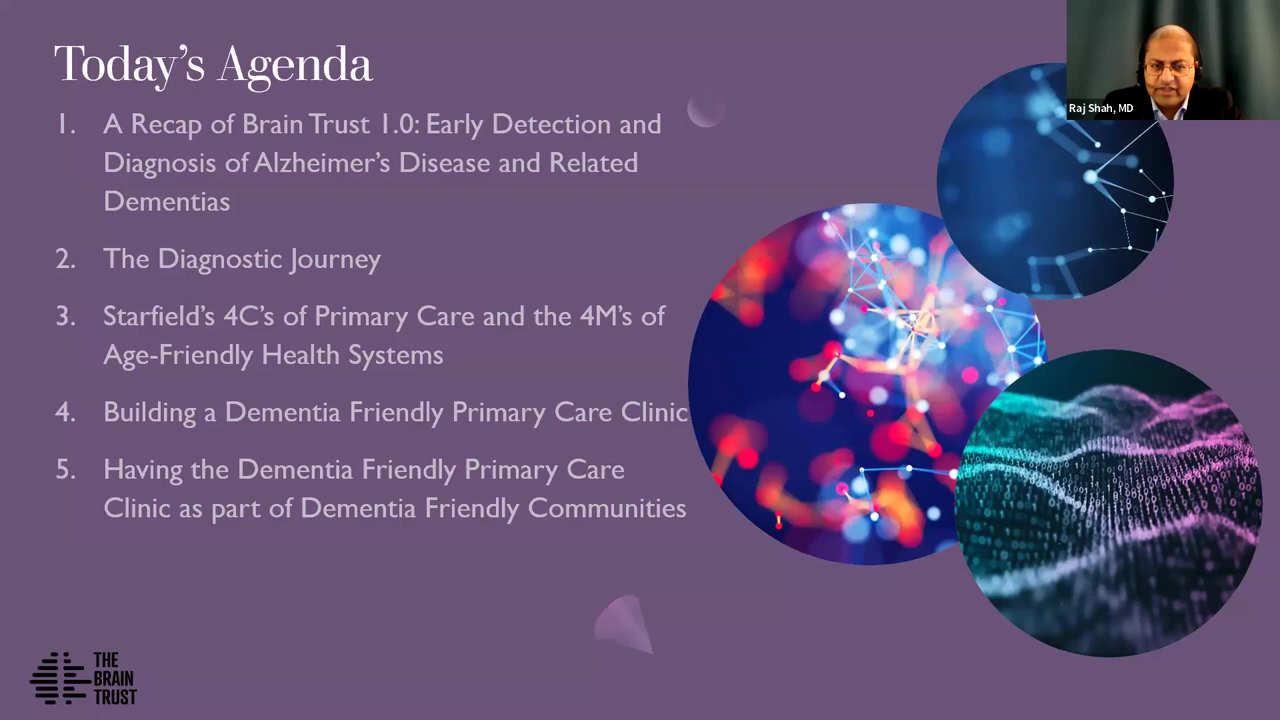 Today's Agenda
1. A Recap of Brain Trust 1.0: Early Detection and
Diagnosis of Alzheimer's Disease and Related
Dementias
2. The Diagnostic Journey
3. Starfield's 4C's of Primary Care and the 4M's of
Age-Friendly Health Systems
4. Building a Dementia Friendly Primary Care Clinic
5. Having the Dementia Friendly Primary Care
Clinic as part of Dementia Friendly Communities
Raj Shah, MD
THE
BRAIN
TRUST